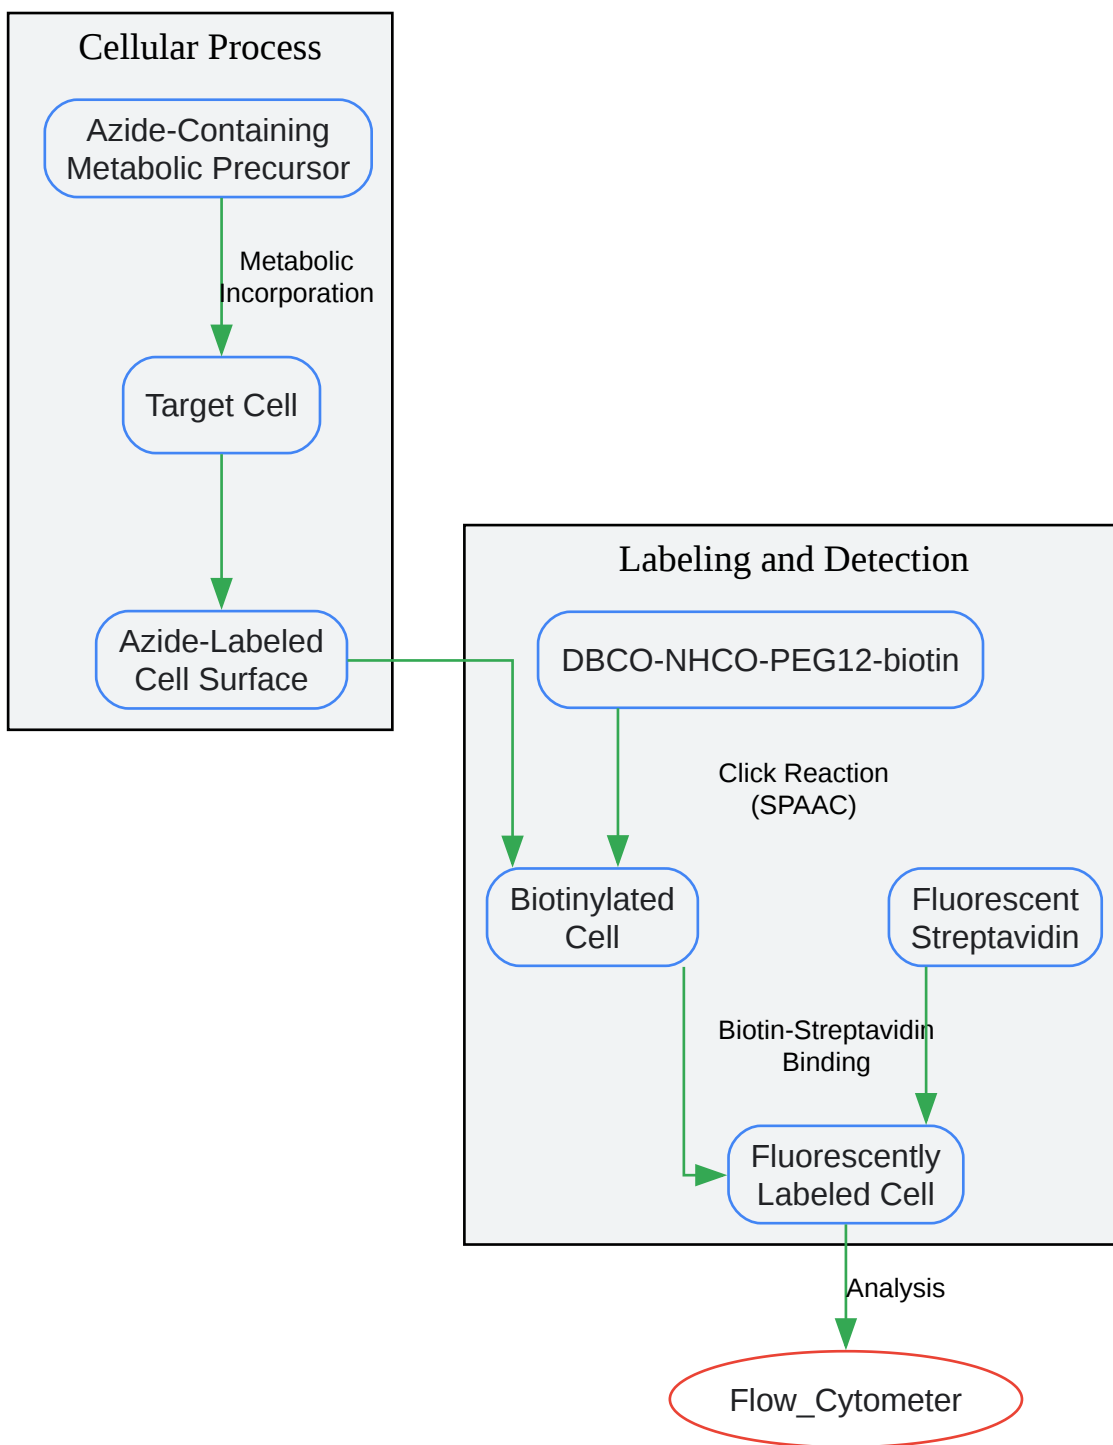 Cellular Process
Azide-Containing
Metabolic Precursor
Metabolic
Incorporation
Target Cell
Azide-Labeled
Cell Surface
Labeling and Detection
DBCO-NHCO-PEG12-biotin
Click Reaction
(SPAAC)
Biotinylated
Cell
Fluorescent
Streptavidin
Biotin-Streptavidin
Binding
Fluorescently
Labeled Cell
Analysis
Flow_Cytometer